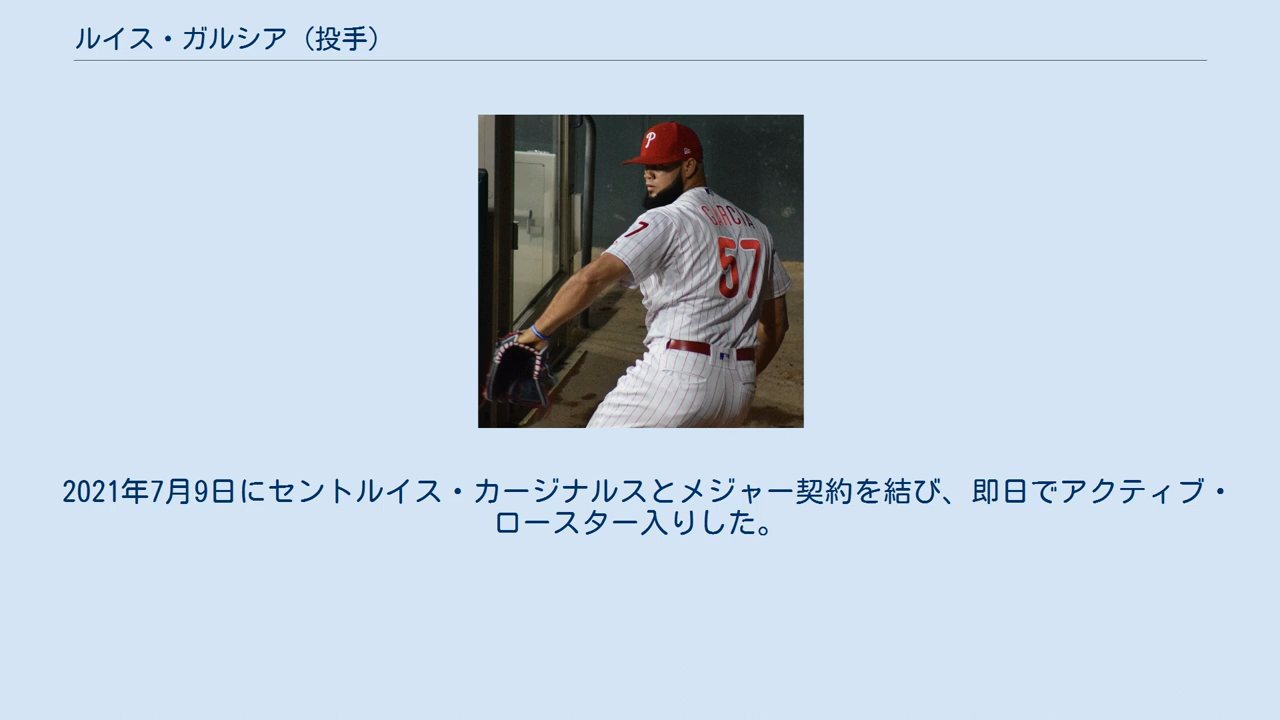 ルイス・ガルシア（投手）
P
GARCIA
7
57
2021年7月9日にセントルイス・カージナルスとメジャー契約を結び、即日でアクティブ・
ロースター入りした。